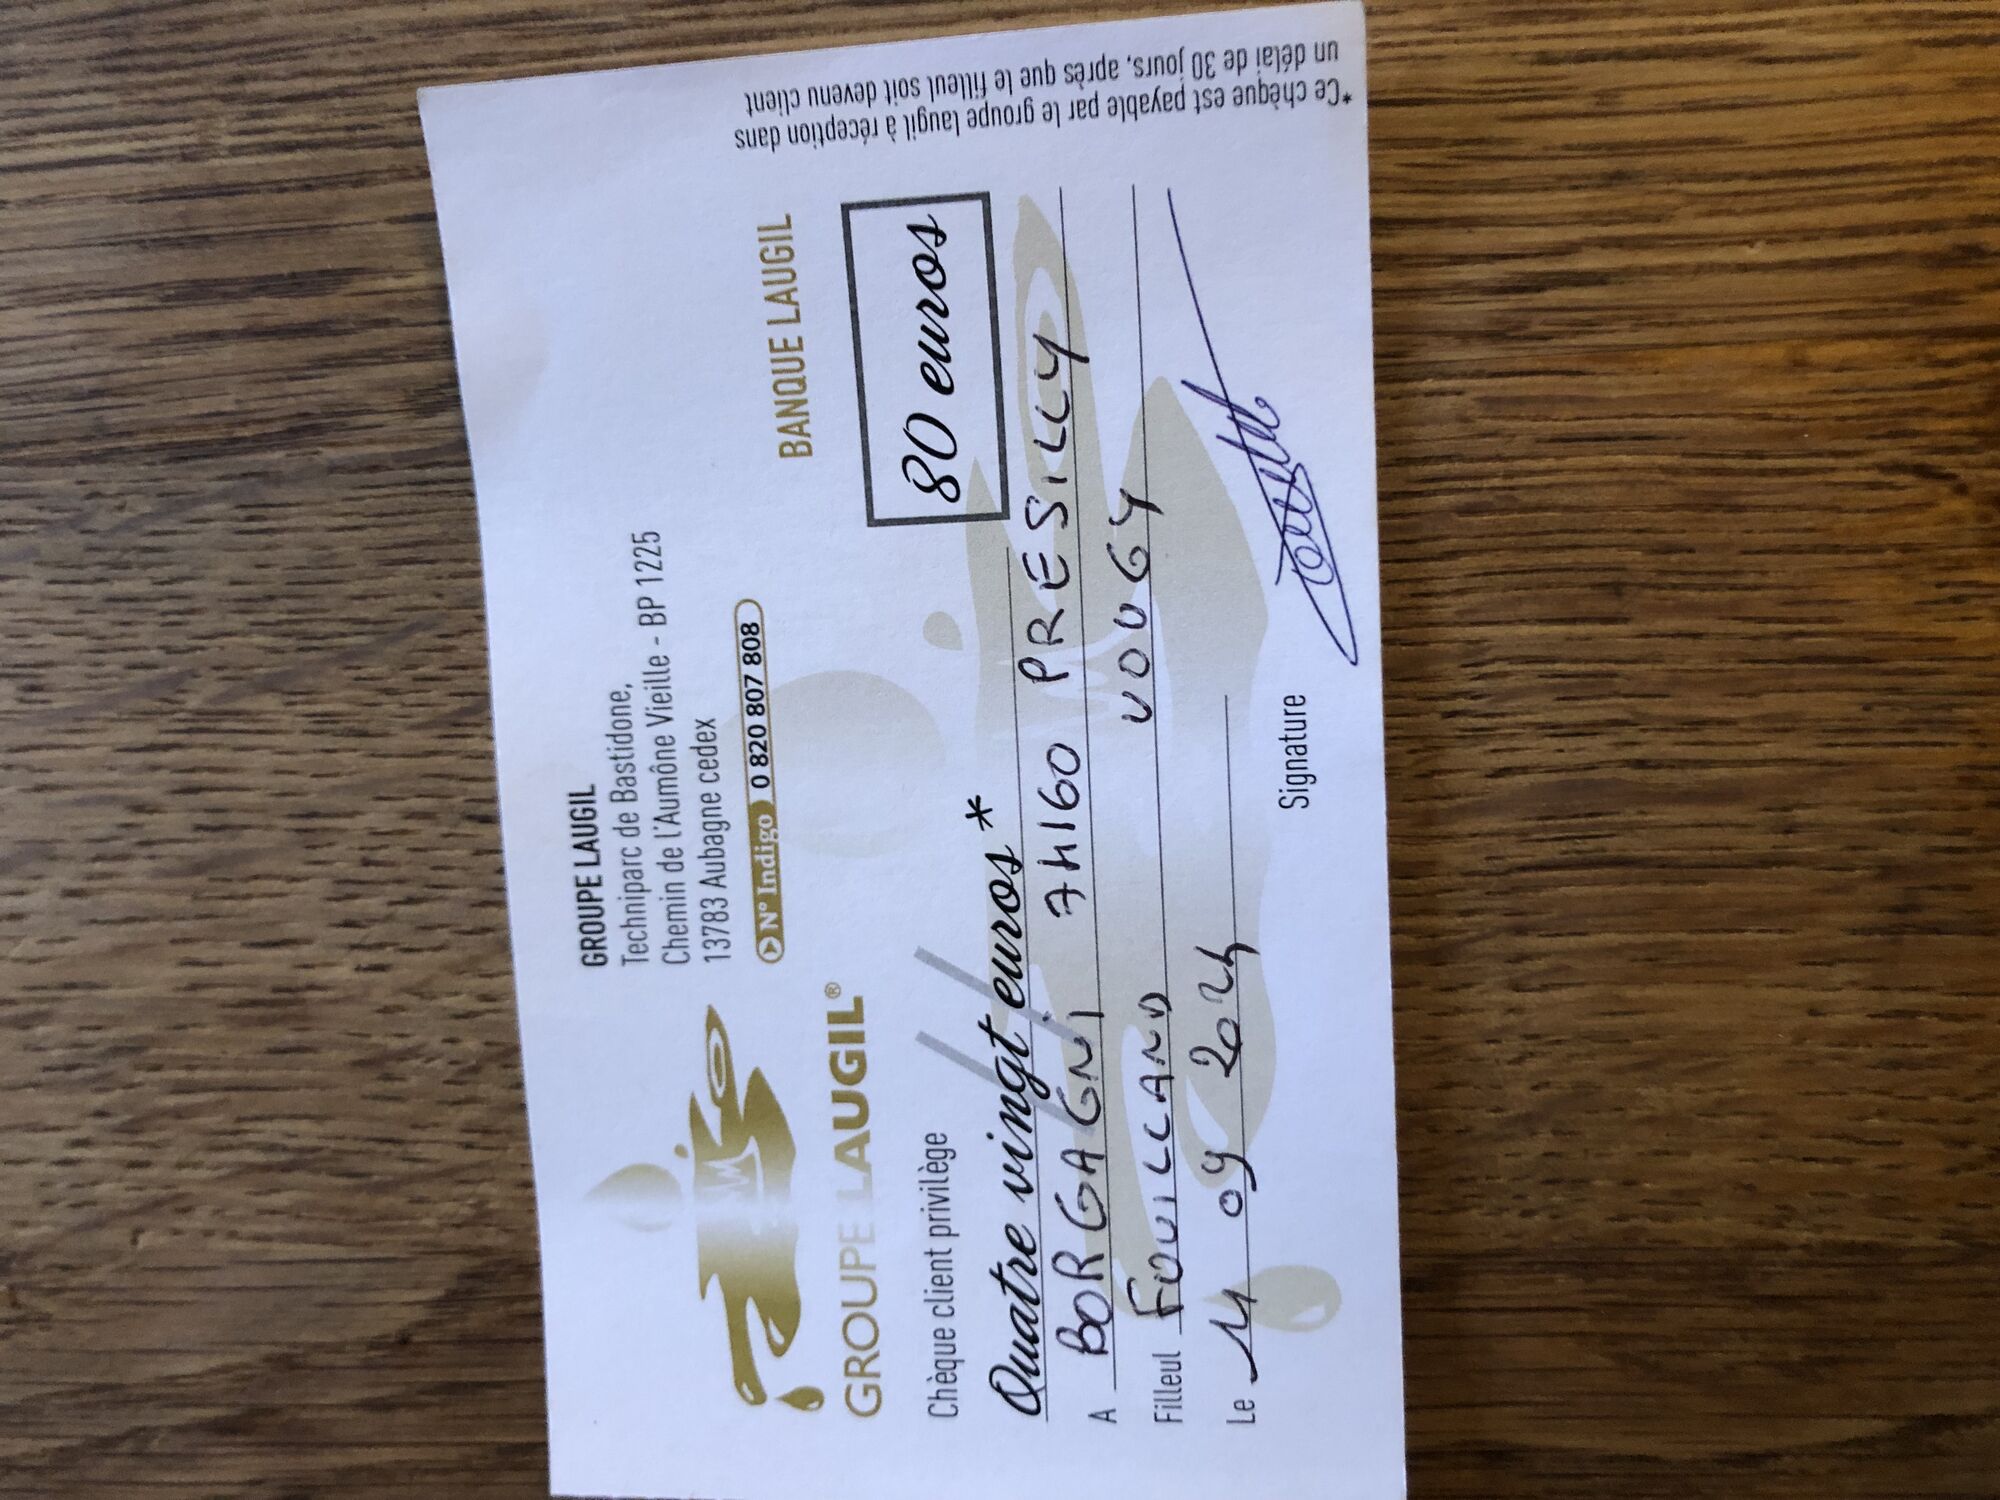 GROUPE LAUGIL
Techniparc de Bastidone,
Chemin de l'Aumône Vieille - BP 1225
13783 Aubagne cedex
N° Indigo 0 820 807 808
GROUPE LAUGIL®
BANQUE LAUGIL
Chèque client privilège
80 euros
Quatre vingt euros*
A BORGAGNI 74160 PRESILLY
Filleul FOUILLAND VOUGY
Le 11 09 2024
Signature
*Ce chèque est payable par le groupe laugil à réception dans
un délai de 30 jours, après que le filleul soit devenu client